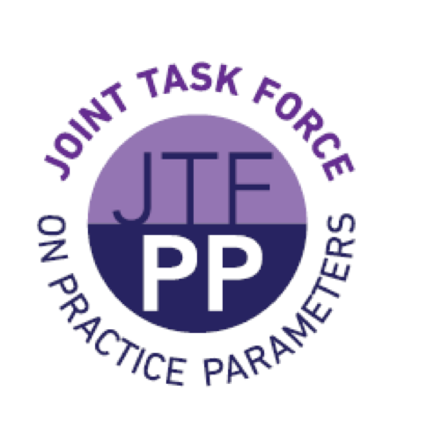 JOINT TASK FORCE
JTF
PP
ON PRACTICE PARAMETERS